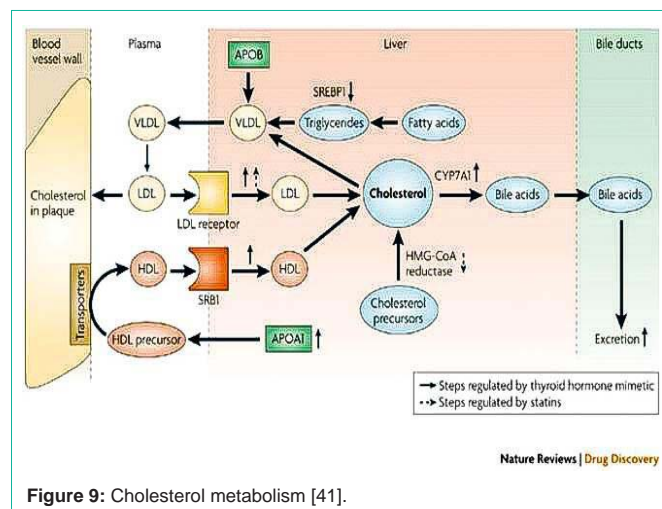 Blood
vessel wall
Plasma
Liver
Bile ducts
APOB
SREBP1
VLDL
VLDL
Triglycendes
Fatty acids
CYP7A1
Cholesterol
in plaque
LDL
LDL receptor
LDL
Cholesterol
Bile acids
Bile acids
HMG-CoA
reductase
HDL
SRB1
HDL
Transporters
Cholesterol
precursors
HDL precursor
APOA1
Excretion
Steps regulated by thyroid hormone mimetic
Steps regulated by statins
Nature Reviews | Drug Discovery
Figure 9: Cholesterol metabolism [41].